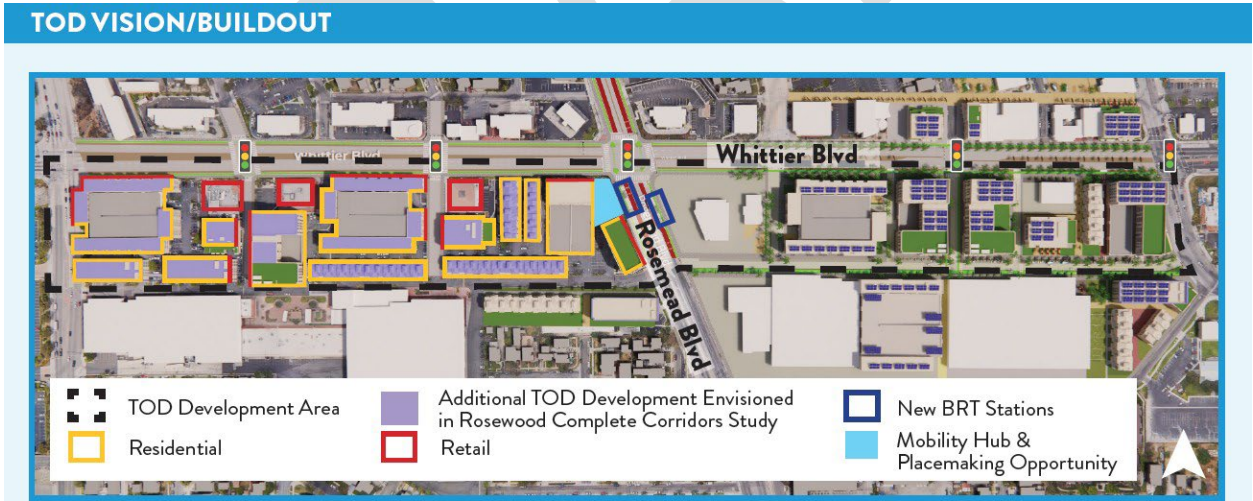 TOD VISION/BUILDOUT
Whittier Blvd
Whittier Blvd
Rosemead Blvd
TOD Development Area
Residential
Additional TOD Development Envisioned
in Rosewood Complete Corridors Study
Retail
New BRT Stations
Mobility Hub &
Placemaking Opportunity